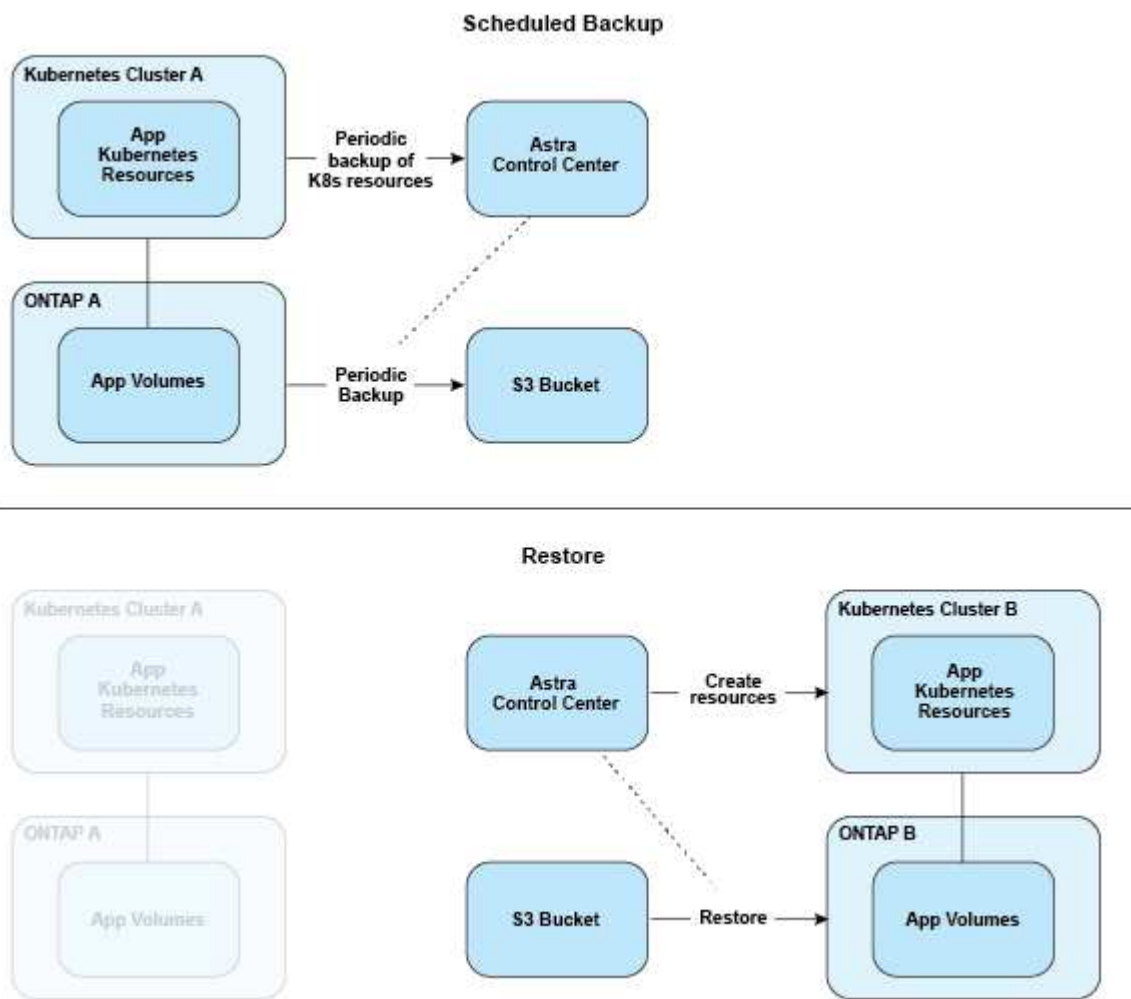 Scheduled Backup
Kubernetes Cluster A
App
Kubernetes
Resources
Periodic
backup of
K8s resources
Astra
Control Center
ONTAP A
App Volumes
Periodic
Backup
S3 Bucket
Restore
Kubernetes Cluster A
App
Kubernetes
Resources
Astra
Control Center
Create
resources
Kubernetes Cluster B
App
Kubernetes
Resources
ONTAP A
App Volumes
S3 Bucket
Restore
ONTAP B
App Volumes